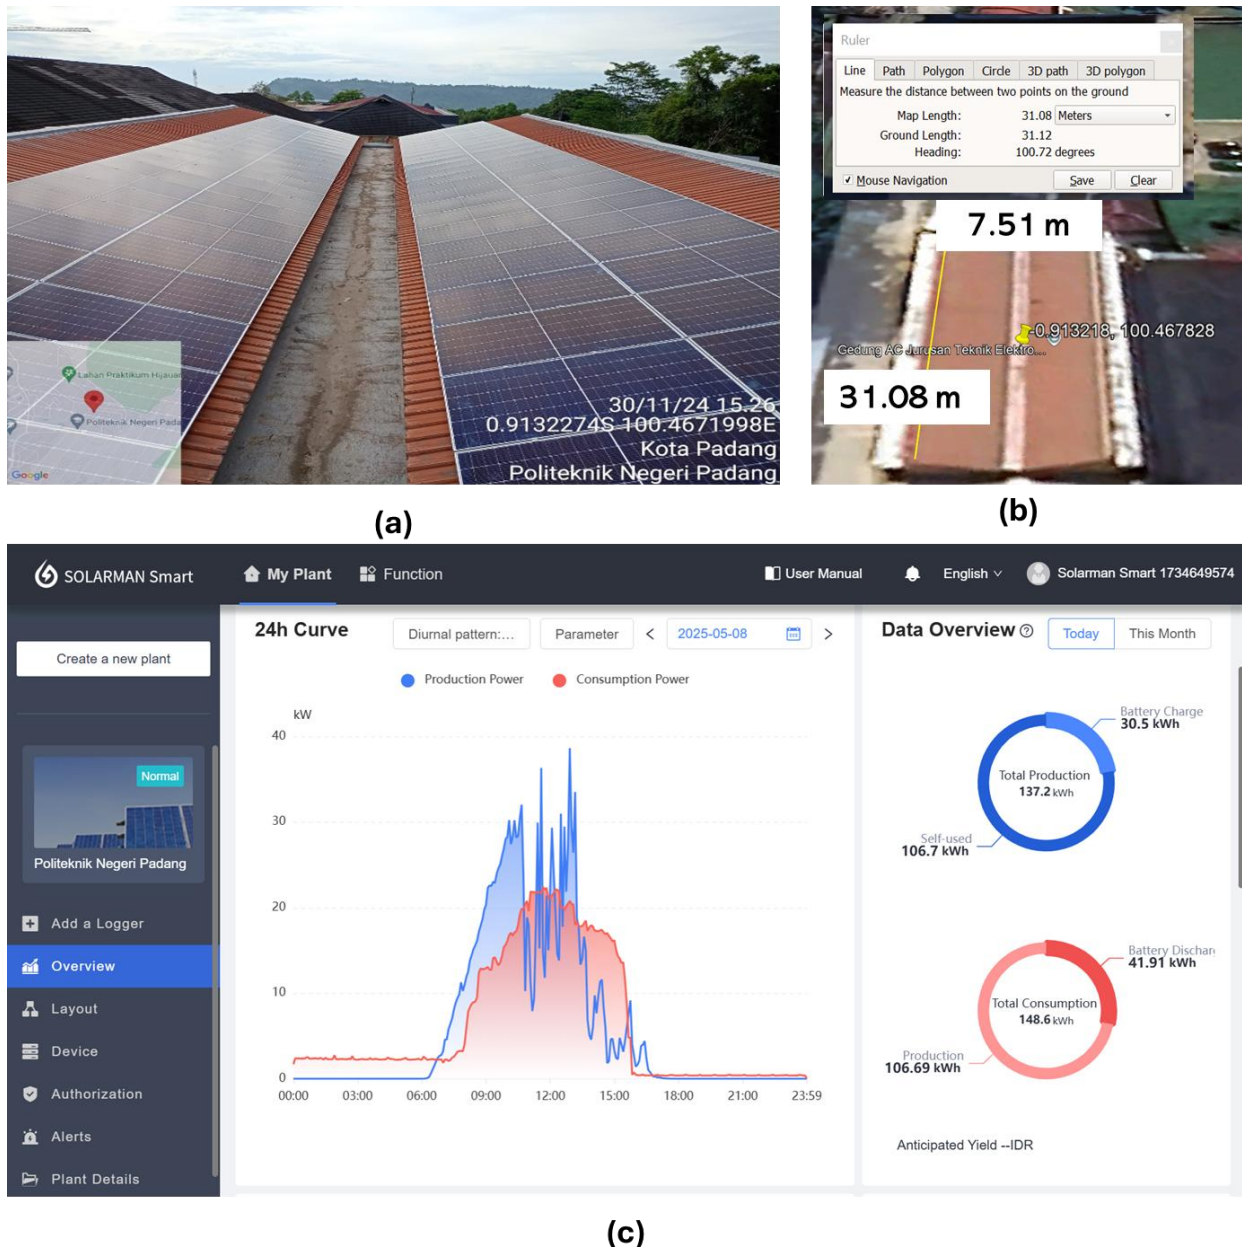 Lahan Praktikum Hijauan
Politeknik Negeri Pada
Google
30/11/24 15.26
0.9132274S 100.4671998E
Kota Padang
Politeknik Negeri Padang
(a)
Ruler
Line Path Polygon Circle 3D path 3D polygon
Measure the distance between two points on the ground
Map Length: 31.08 Meters
Ground Length: 31.12
Heading: 100.72 degrees
Mouse Navigation Save Clear
7.51 m
-0.913218, 100.467828
Gedung AC Jurusan Teknik Elektro...
31.08 m
(b)
SOLARMAN Smart My Plant Function User Manual English Solarman Smart 1734649574
Create a new plant
Normal
Politeknik Negeri Padang
Add a Logger
Overview
Layout
Device
Authorization
Alerts
Plant Details
24h Curve Diurnal pattern:... Parameter < 2025-05-08 >
Production Power Consumption Power
kW
40
30
20
10
0
00:00 03:00 06:00 09:00 12:00 15:00 18:00 21:00 23:59
Data Overview Today This Month
Battery Charge
30.5 kWh
Total Production
137.2 kWh
Self-used
106.7 kWh
Battery Dischar
41.91 kWh
Total Consumption
148.6 kWh
Production
106.69 kWh
Anticipated Yield --IDR
(c)